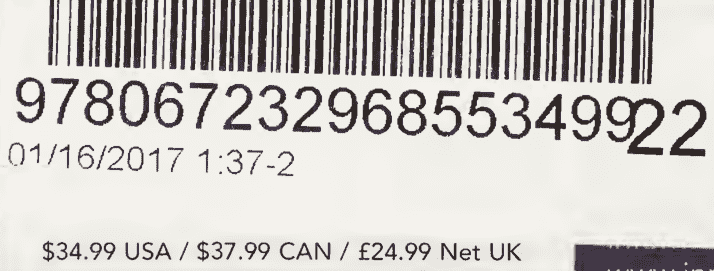 978067232968553499 22
01/16/2017 1:37-2
$34.99 USA / $37.99 CAN / £24.99 Net UK